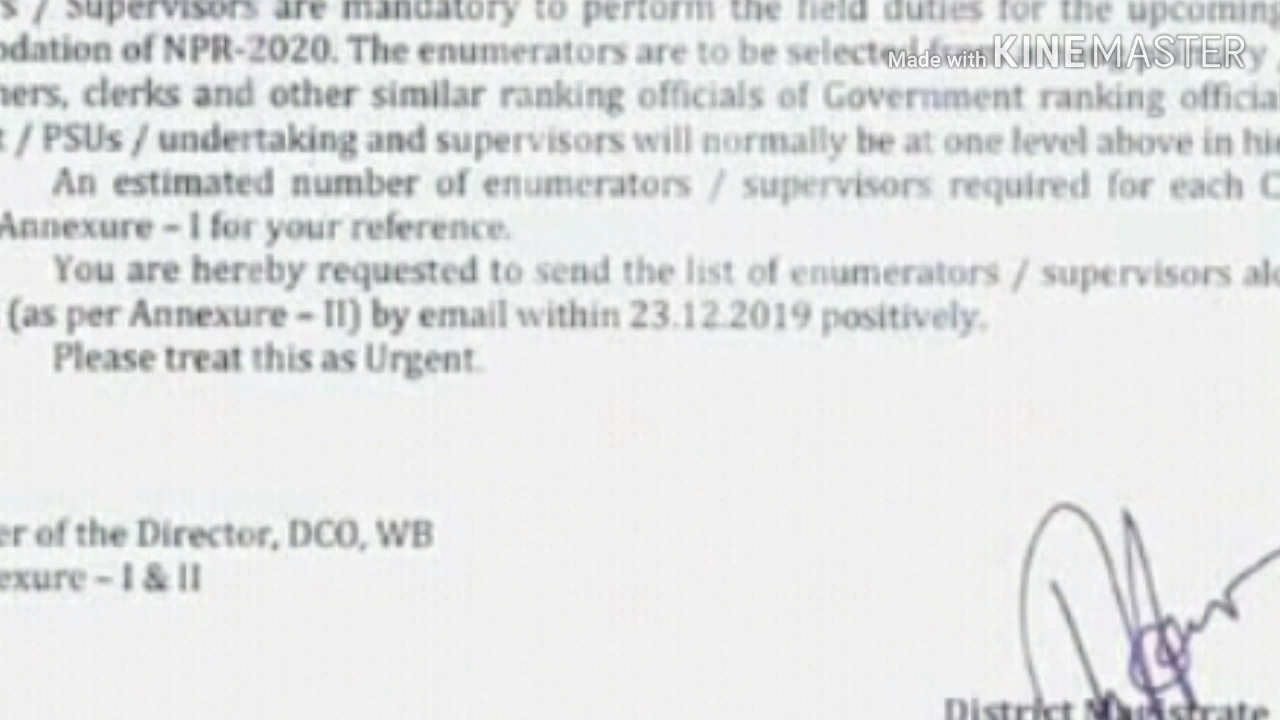 s / Supervisors are mandatory to perform the field duties for the upcoming
dation of NPR-2020. The enumerators are to be selected
Made with KINEMASTER
ners, clerks and other similar ranking officials of Government ranking officia
t / PSUs / undertaking and supervisors will normally be at one level above in hi
An estimated number of enumerators / supervisors required for each C
Annexure – I for your reference.
You are hereby requested to send the list of enumerators / supervisors alo
(as per Annexure – II) by email within 23.12.2019 positively.
Please treat this as Urgent.
er of the Director, DCO, WB
exure – I & II
District Magistrate